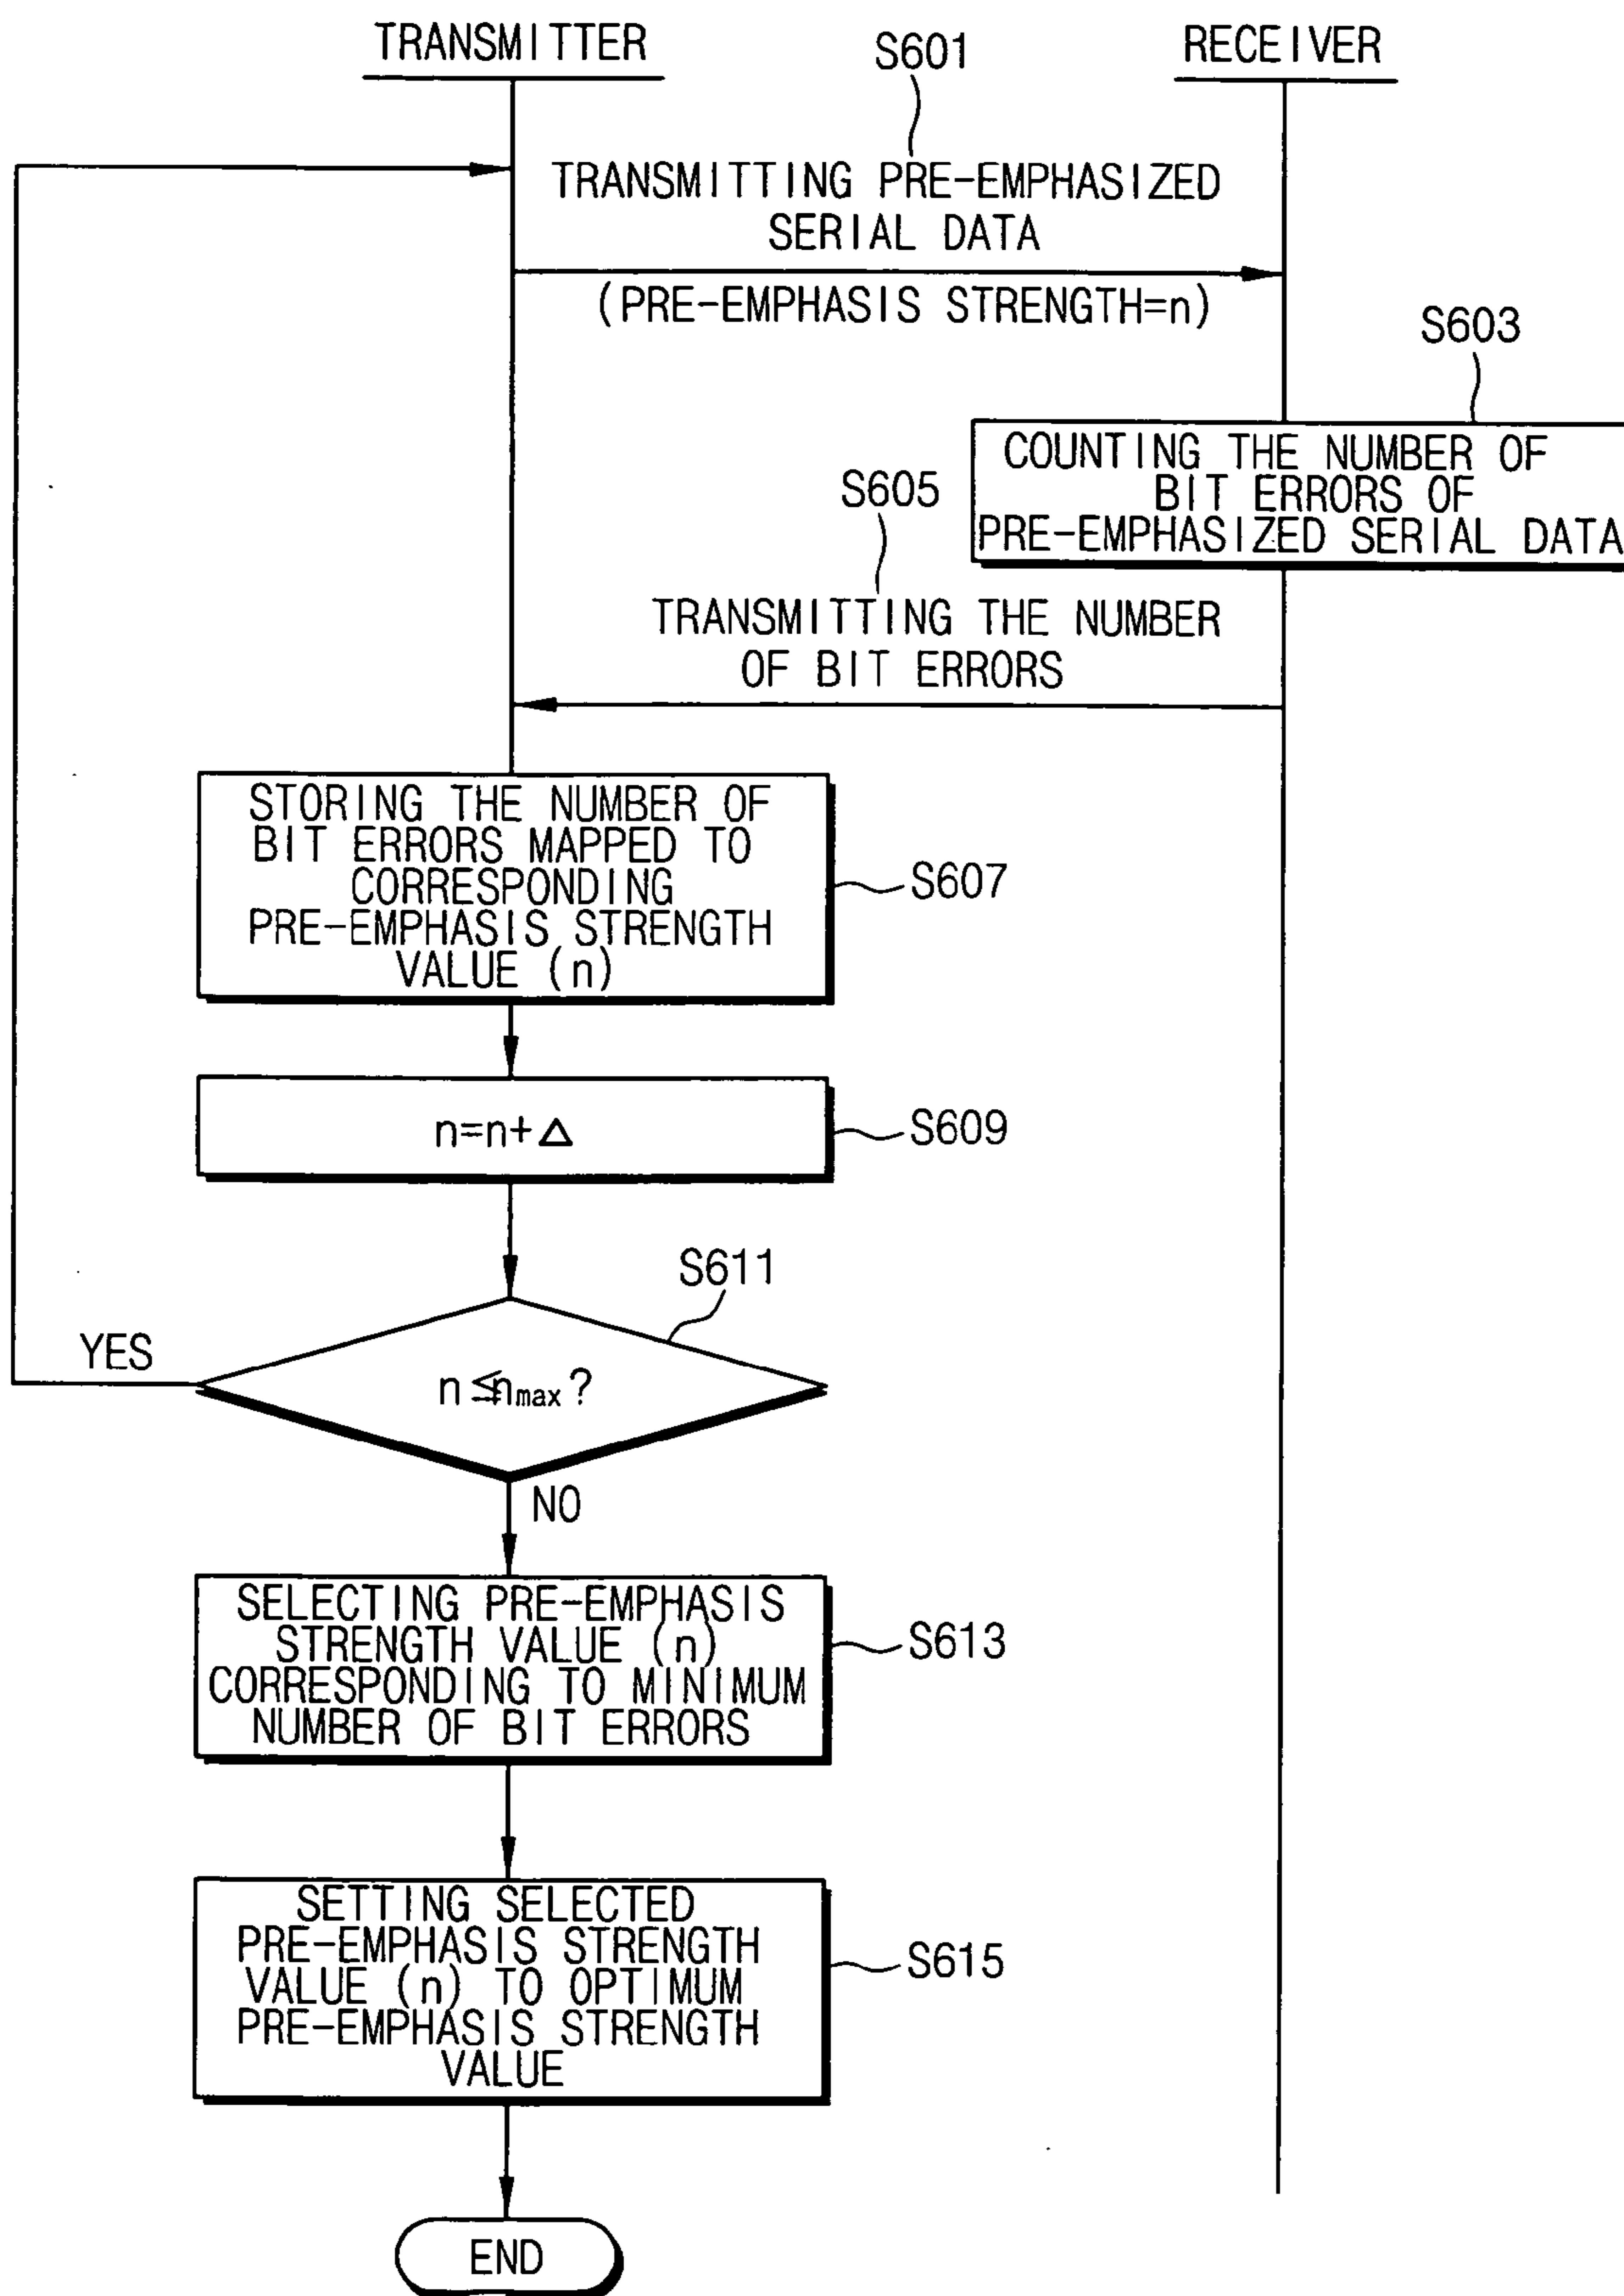 TRANSMITTER
S601
RECEIVER
TRANSMITTING PRE-EMPHASIZED
SERIAL DATA
(PRE-EMPHASIS STRENGTH=n)
S603
COUNTING THE NUMBER OF
BIT ERRORS OF
PRE-EMPHASIZED SERIAL DATA
S605
TRANSMITTING THE NUMBER
OF BIT ERRORS
STORING THE NUMBER OF
BIT ERRORS MAPPED TO
CORRESPONDING
PRE-EMPHASIS STRENGTH
VALUE (n)
S607
n=n+△
S609
S611
YES
n≦nmax?
NO
SELECTING PRE-EMPHASIS
STRENGTH VALUE (n)
CORRESPONDING TO MINIMUM
NUMBER OF BIT ERRORS
S613
SETTING SELECTED
PRE-EMPHASIS STRENGTH
VALUE (n) TO OPTIMUM
PRE-EMPHASIS STRENGTH
VALUE
S615
END